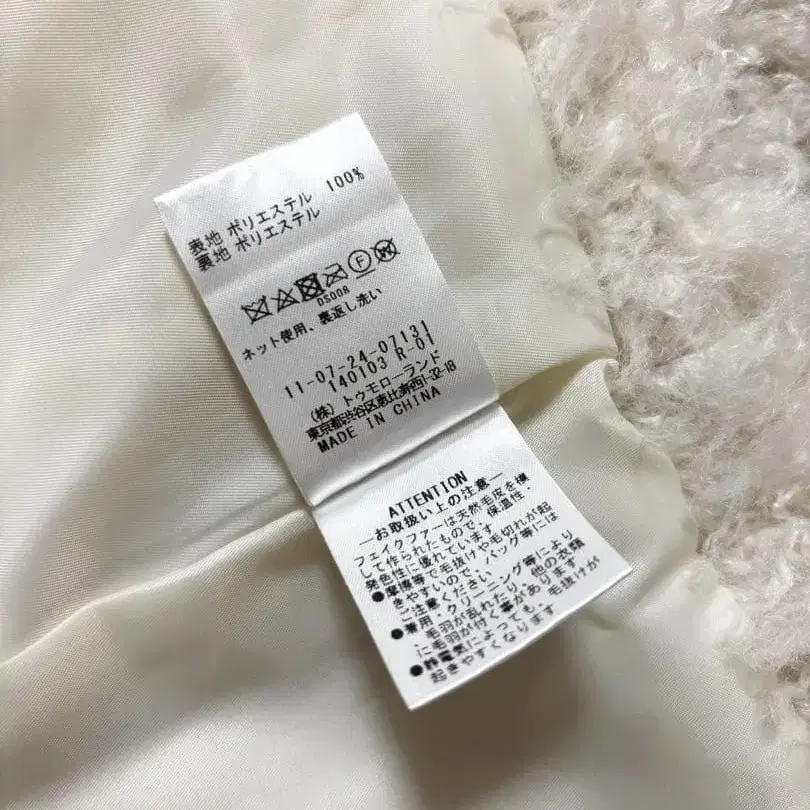 表地 ポリエステル 100%
裏地 ポリエステル
F
DS008
ネット使用、裏返し洗い
11-07-24-07131
140103 R-01
(株) トゥモローランド
東京都渋谷区恵比寿西1-32-18
MADE IN CHINA
ATTENTION
―お取扱い上の注意―
フェイクファーは天然毛皮を模
して作られたもので、保温性・
発色性に優れています
●摩擦等で毛抜けや毛切れが起
きやすいので、バッグ等には
ご注意ください
●着用・クリーニング等により
毛羽が乱れたり、他の衣類
に毛羽が付く事があります
●静電気によっても、毛抜けが
起きやすくなります